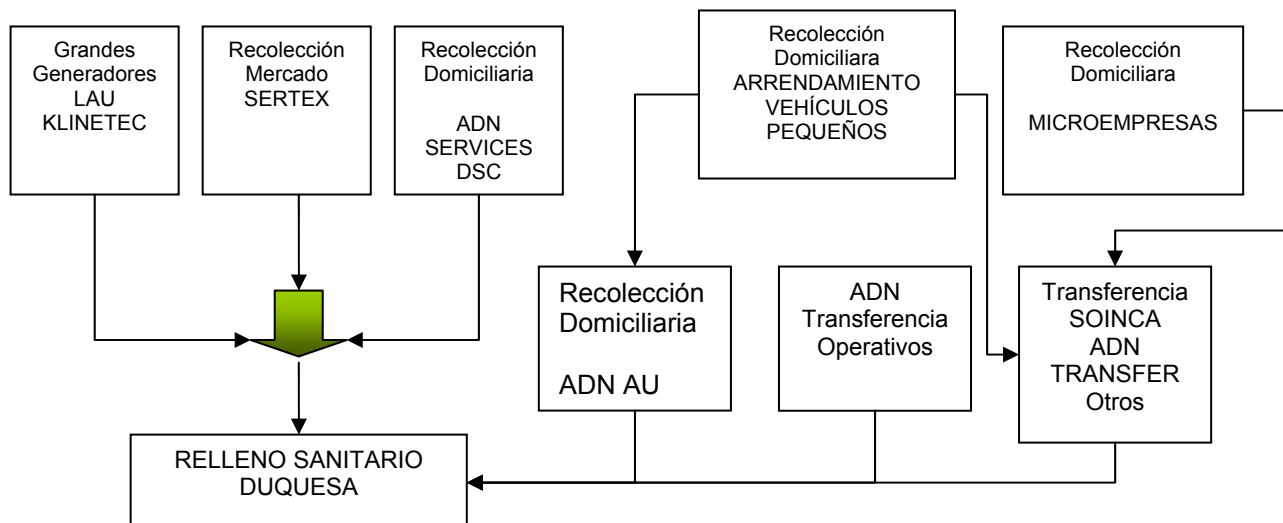 Grandes
Generadores
LAU
KLINETEC
Recolección
Mercado
SERTEX
Recolección
Domiciliaria
ADN
SERVICES
DSC
Recolección
Domiciliara
ARRENDAMIENTO
VEHÍCULOS
PEQUEÑOS
Recolección
Domiciliara
MICROEMPRESAS
Recolección
Domiciliaria
ADN AU
ADN
Transferencia
Operativos
Transferencia
SOINCA
ADN
TRANSFER
Otros
RELLENO SANITARIO
DUQUESA